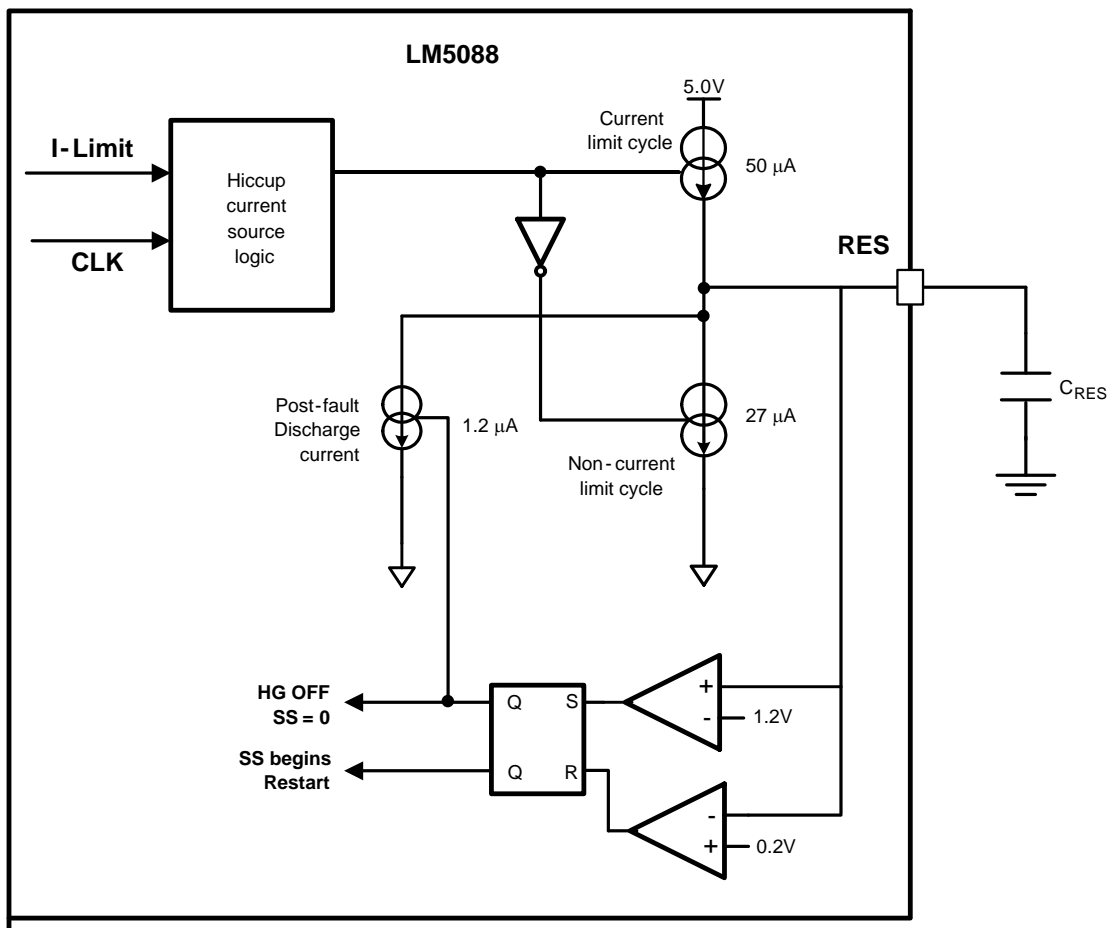 LM5088
5.0V
Current
limit cycle
50 μA
I-Limit
CLK
Hiccup
current
source
logic
RES
CRES
Post-fault
Discharge
current
1.2 μA
27 μA
Non-current
limit cycle
HG OFF
SS = 0
Q
S
+
-
1.2V
SS begins
Restart
Q
R
-
+
0.2V